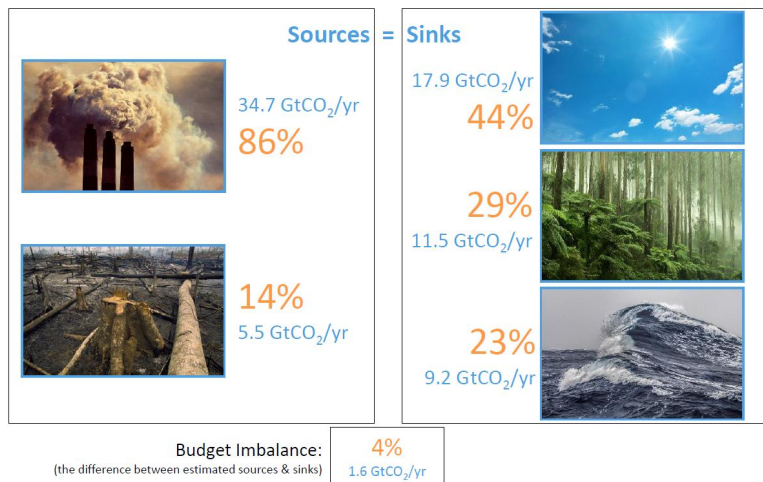 Sources = Sinks
34.7 GtCO₂/yr
86%
14%
5.5 GtCO₂/yr
17.9 GtCO₂/yr
44%
29%
11.5 GtCO₂/yr
23%
9.2 GtCO₂/yr
Budget Imbalance:
(the difference between estimated sources & sinks)
4%
1.6 GtCO₂/yr